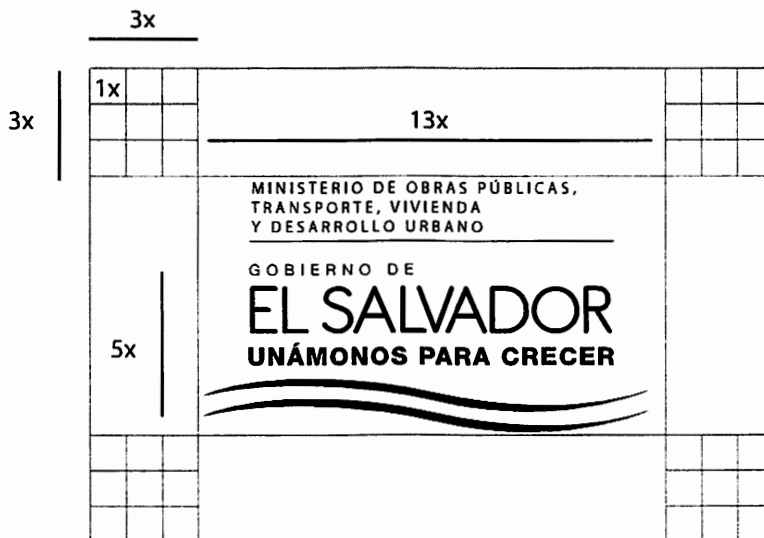 3x
1x
3x
13x
MINISTERIO DE OBRAS PÚBLICAS,
TRANSPORTE, VIVIENDA
Y DESARROLLO URBANO
GOBIERNO DE
EL SALVADOR
UNÁMONOS PARA CRECER
5x